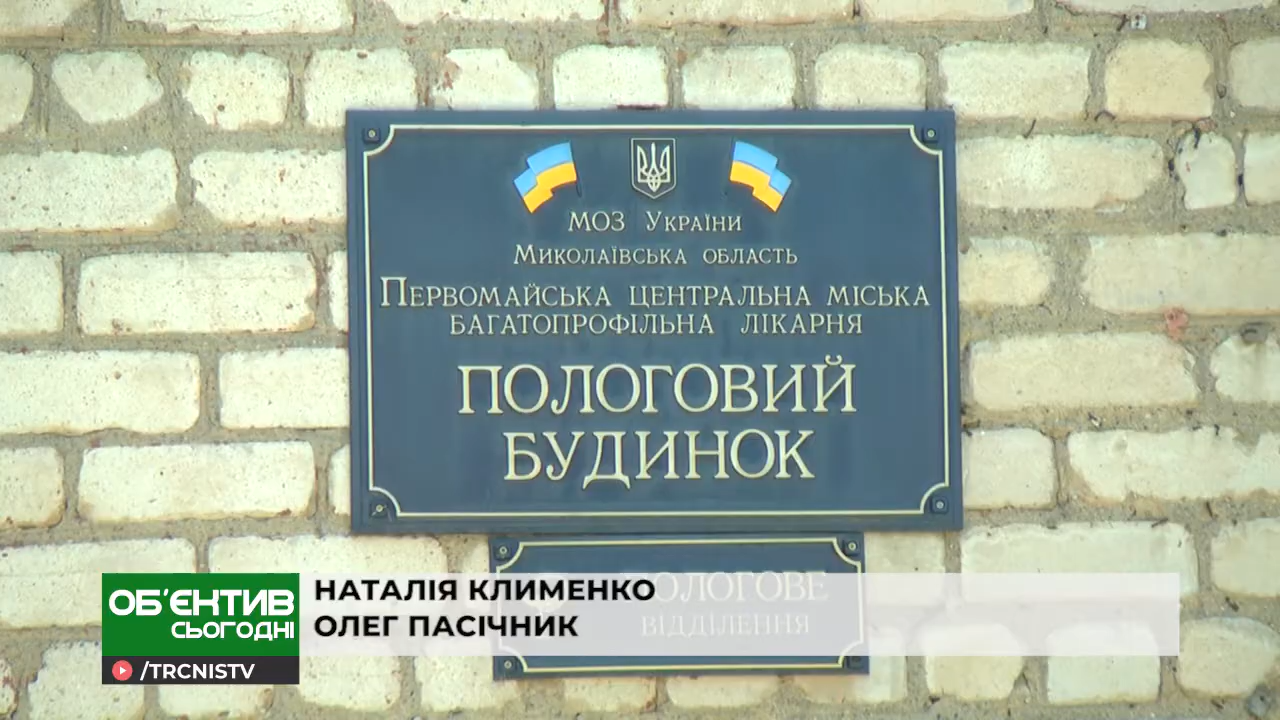 МОЗ України
Миколаївська область
Первомайська центральна міська
багатопрофільна лікарня
ПОЛОГОВИЙ
БУДИНОК
ПОЛОГОВЕ
ВІДДІЛЕННЯ
ОБ'ЄКТИВ
СЬОГОДНІ
/TRCNISTV
НАТАЛІЯ КЛИМЕНКО
ОЛЕГ ПАСІЧНИК